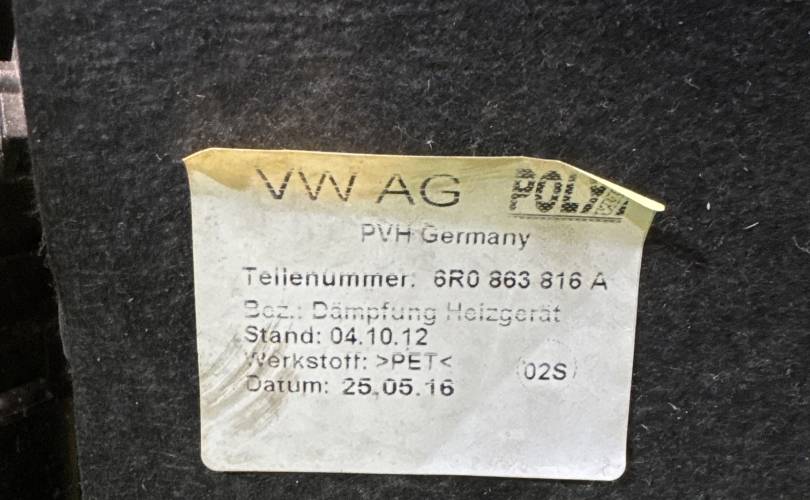 VW AG
PVH Germany
Teilenummer: 6R0 863 816 A
Bez.: Dämpfung Heizgerät
Stand: 04.10.12
Werkstoff: >PET<
02S
Datum: 25.05.16